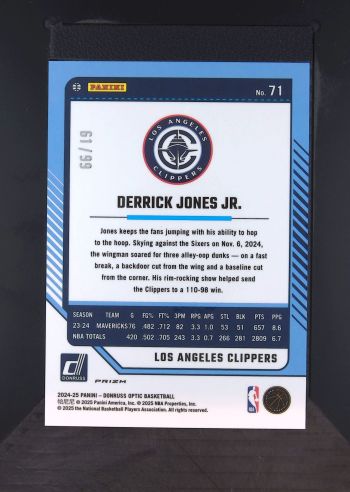 PANINI
No. 71
61/99
LOS ANGELES
CLIPPERS
DERRICK JONES JR.
Jones keeps the fans jumping with his ability to hop
to the hoop. Skying against the Sixers on Nov. 6, 2024,
the wingman soared for three alley-oop dunks — on a
fast break, a backdoor cut from the wing and a baseline cut
from the corner. His rim-rocking show helped send
the Clippers to a 110-98 win.
SEASON G FG% FT% 3PM RPG APG STL BLK PTS PPG
23-24 MAVERICKS 76 .482 .712 82 3.3 1.0 53 51 657 8.6
NBA TOTALS 420 .502 .705 243 3.3 0.9 266 281 2809 6.7
LOS ANGELES CLIPPERS
DONRUSS
PRIZM
2024-25 PANINI — DONRUSS OPTIC BASKETBALL
帕尼尼 © 2025 Panini America, Inc. © 2025 NBA Properties, Inc.
© 2025 the National Basketball Players Association. All rights reserved.
NBA